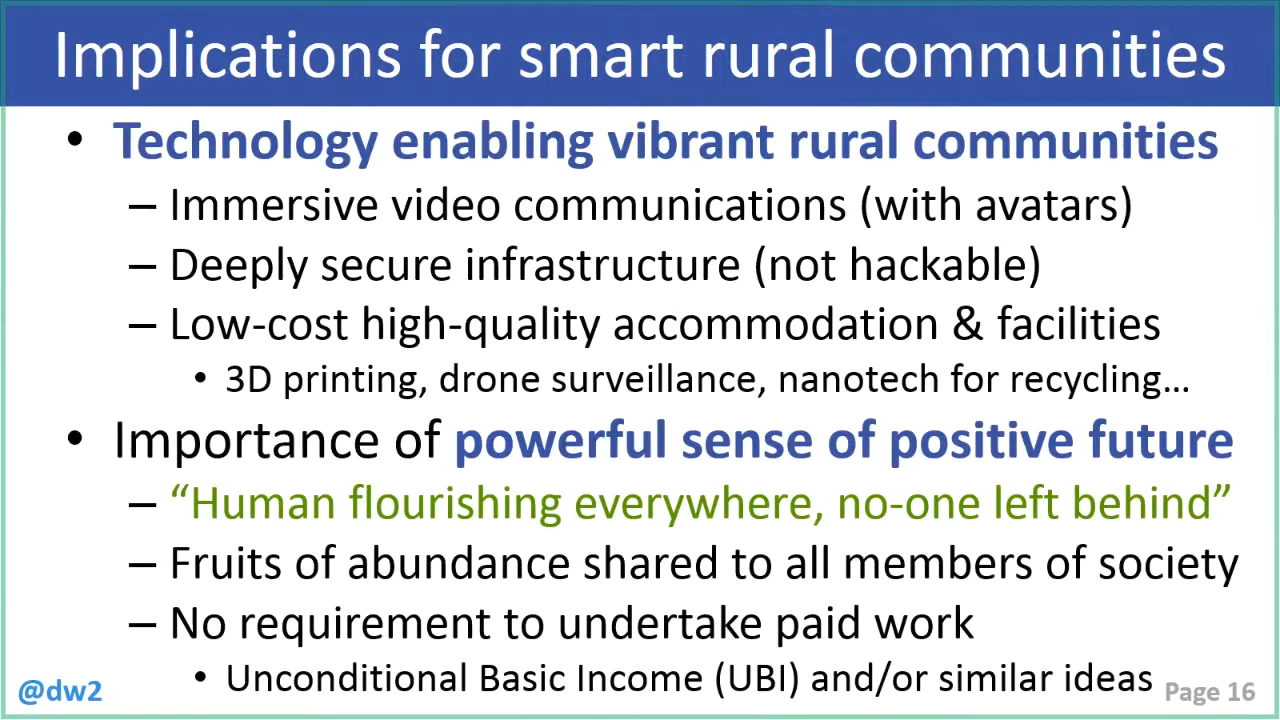 Implications for smart rural communities
• Technology enabling vibrant rural communities
– Immersive video communications (with avatars)
– Deeply secure infrastructure (not hackable)
– Low-cost high-quality accommodation & facilities
• 3D printing, drone surveillance, nanotech for recycling…
• Importance of powerful sense of positive future
– “Human flourishing everywhere, no-one left behind”
– Fruits of abundance shared to all members of society
– No requirement to undertake paid work
• Unconditional Basic Income (UBI) and/or similar ideas
@dw2
Page 16